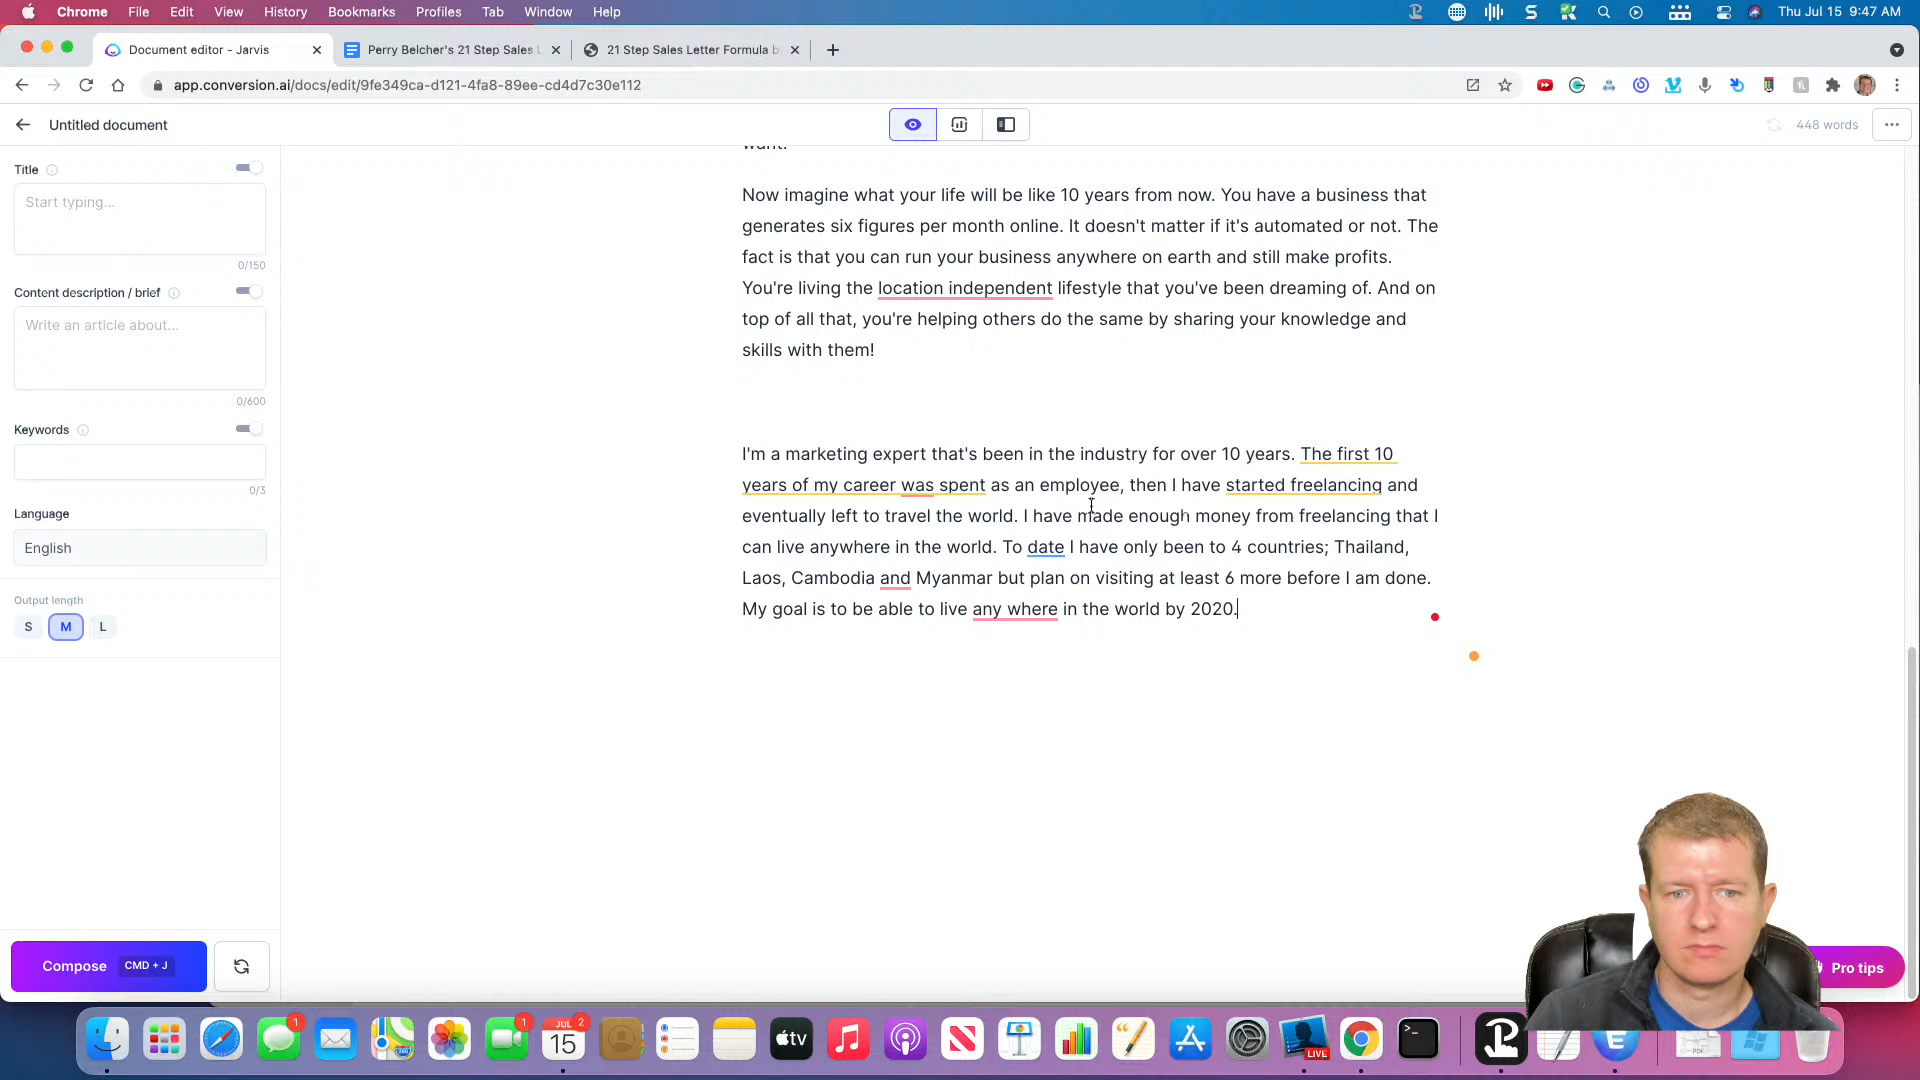 Chrome File Edit View History Bookmarks Profiles Tab Window Help Thu Jul 15 9:47 AM
Document editor - Jarvis Perry Belcher's 21 Step Sales 21 Step Sales Letter Formula b
app.conversion.ai/docs/edit/9fe349ca-d121-4fa8-89ee-cd4d7c30e112
Untitled document 448 words
Title
Start typing...
0/150
Content description / brief
Write an article about...
0/600
Keywords
0/3
Language
English
Output length
S M L
Compose CMD + J
want.
Now imagine what your life will be like 10 years from now. You have a business that
generates six figures per month online. It doesn't matter if it's automated or not. The
fact is that you can run your business anywhere on earth and still make profits.
You're living the location independent lifestyle that you've been dreaming of. And on
top of all that, you're helping others do the same by sharing your knowledge and
skills with them!
I'm a marketing expert that's been in the industry for over 10 years. The first 10
years of my career was spent as an employee, then I have started freelancing and
eventually left to travel the world. I have made enough money from freelancing that I
can live anywhere in the world. To date I have only been to 4 countries; Thailand,
Laos, Cambodia and Myanmar but plan on visiting at least 6 more before I am done.
My goal is to be able to live any where in the world by 2020.
Pro tips
1
1
JUL 2
15
tv
LIVE
PDF